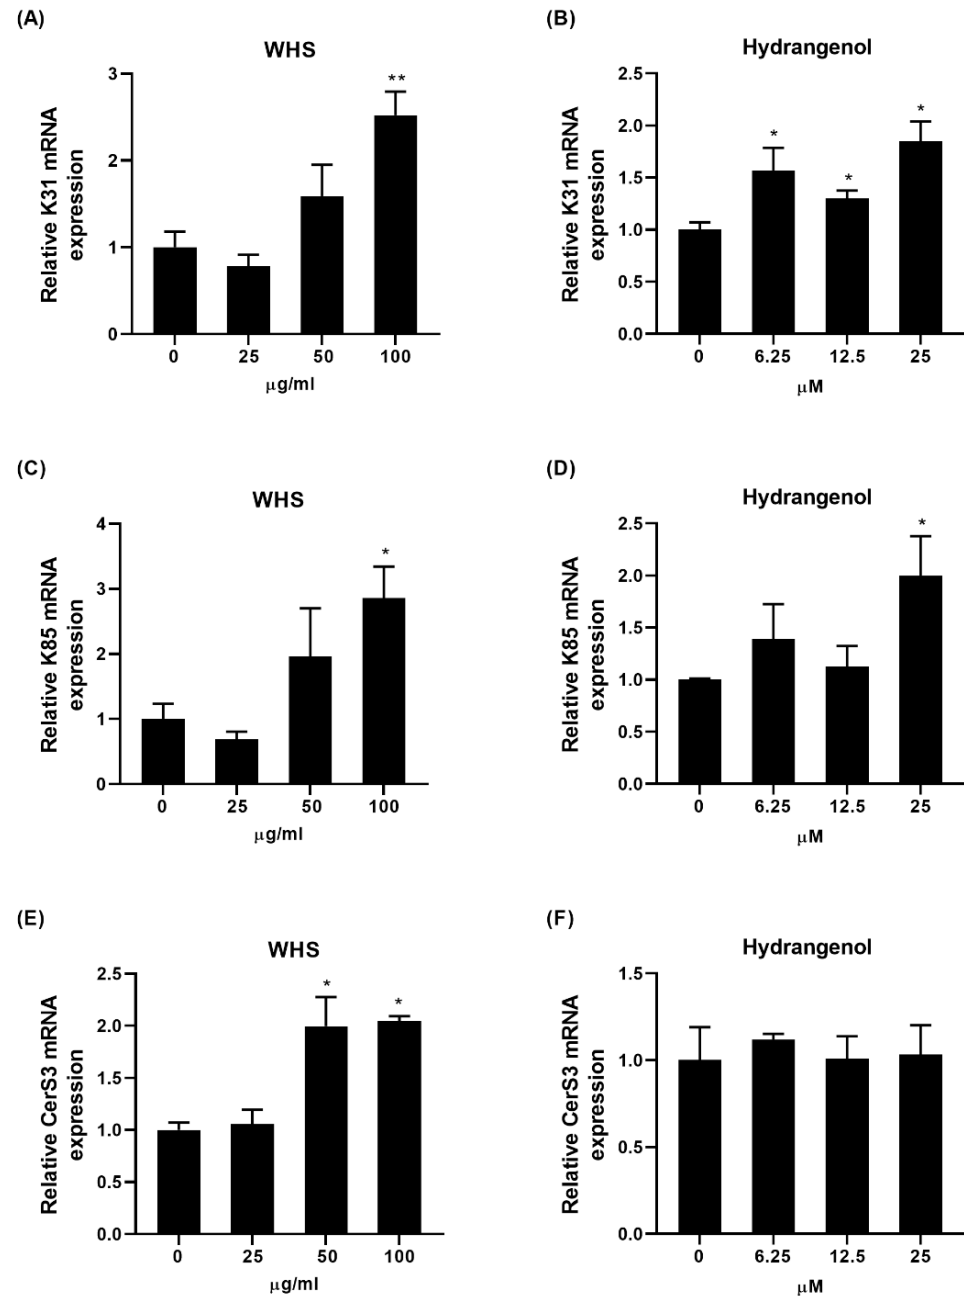 (A)
WHS
Relative K31 mRNA
expression
3
2
1
0
**
0 25 50 100
μg/ml
(B)
Hydrangenol
Relative K31 mRNA
expression
2.5
2.0
1.5
1.0
0.5
0.0
* * *
0 6.25 12.5 25
μM
(C)
WHS
Relative K85 mRNA
expression
4
3
2
1
0
*
0 25 50 100
μg/ml
(D)
Hydrangenol
Relative K85 mRNA
expression
2.5
2.0
1.5
1.0
0.5
0.0
*
0 6.25 12.5 25
μM
(E)
WHS
Relative CerS3 mRNA
expression
2.5
2.0
1.5
1.0
0.5
0.0
* *
0 25 50 100
μg/ml
(F)
Hydrangenol
Relative CerS3 mRNA
expression
1.5
1.0
0.5
0.0
0 6.25 12.5 25
μM